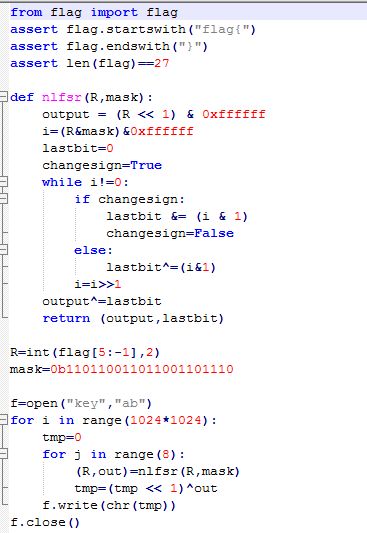 from flag import flag
assert flag.startswith("flag{")
assert flag.endswith("}")
assert len(flag)==27

def nlfsr(R,mask):
    output = (R << 1) & 0xffffff
    i=(R&mask)&0xffffff
    lastbit=0
    changesign=True
    while i!=0:
        if changesign:
            lastbit &= (i & 1)
            changesign=False
        else:
            lastbit^=(i&1)
        i=i>>1
    output^=lastbit
    return (output,lastbit)

R=int(flag[5:-1],2)
mask=0b110110011011001101110

f=open("key","ab")
for i in range(1024*1024):
    tmp=0
    for j in range(8):
        (R,out)=nlfsr(R,mask)
        tmp=(tmp << 1)^out
    f.write(chr(tmp))
f.close()